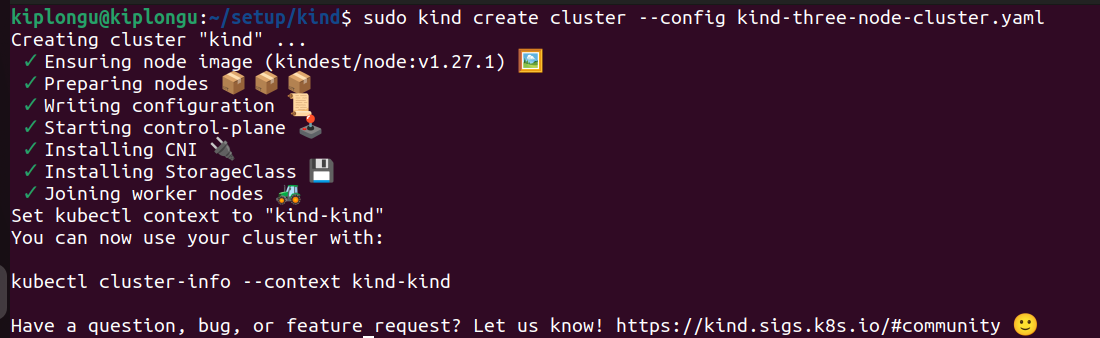 kiplongu@kiplongu:~/setup/kind$ sudo kind create cluster --config kind-three-node-cluster.yaml
Creating cluster "kind" ...
✓ Ensuring node image (kindest/node:v1.27.1) 🖼
✓ Preparing nodes 📦 📦 📦
✓ Writing configuration 📜
✓ Starting control-plane 🕹️
✓ Installing CNI 🔌
✓ Installing StorageClass 💾
✓ Joining worker nodes 🚜
Set kubectl context to "kind-kind"
You can now use your cluster with:
kubectl cluster-info --context kind-kind
Have a question, bug, or feature request? Let us know! https://kind.sigs.k8s.io/#community 🙂